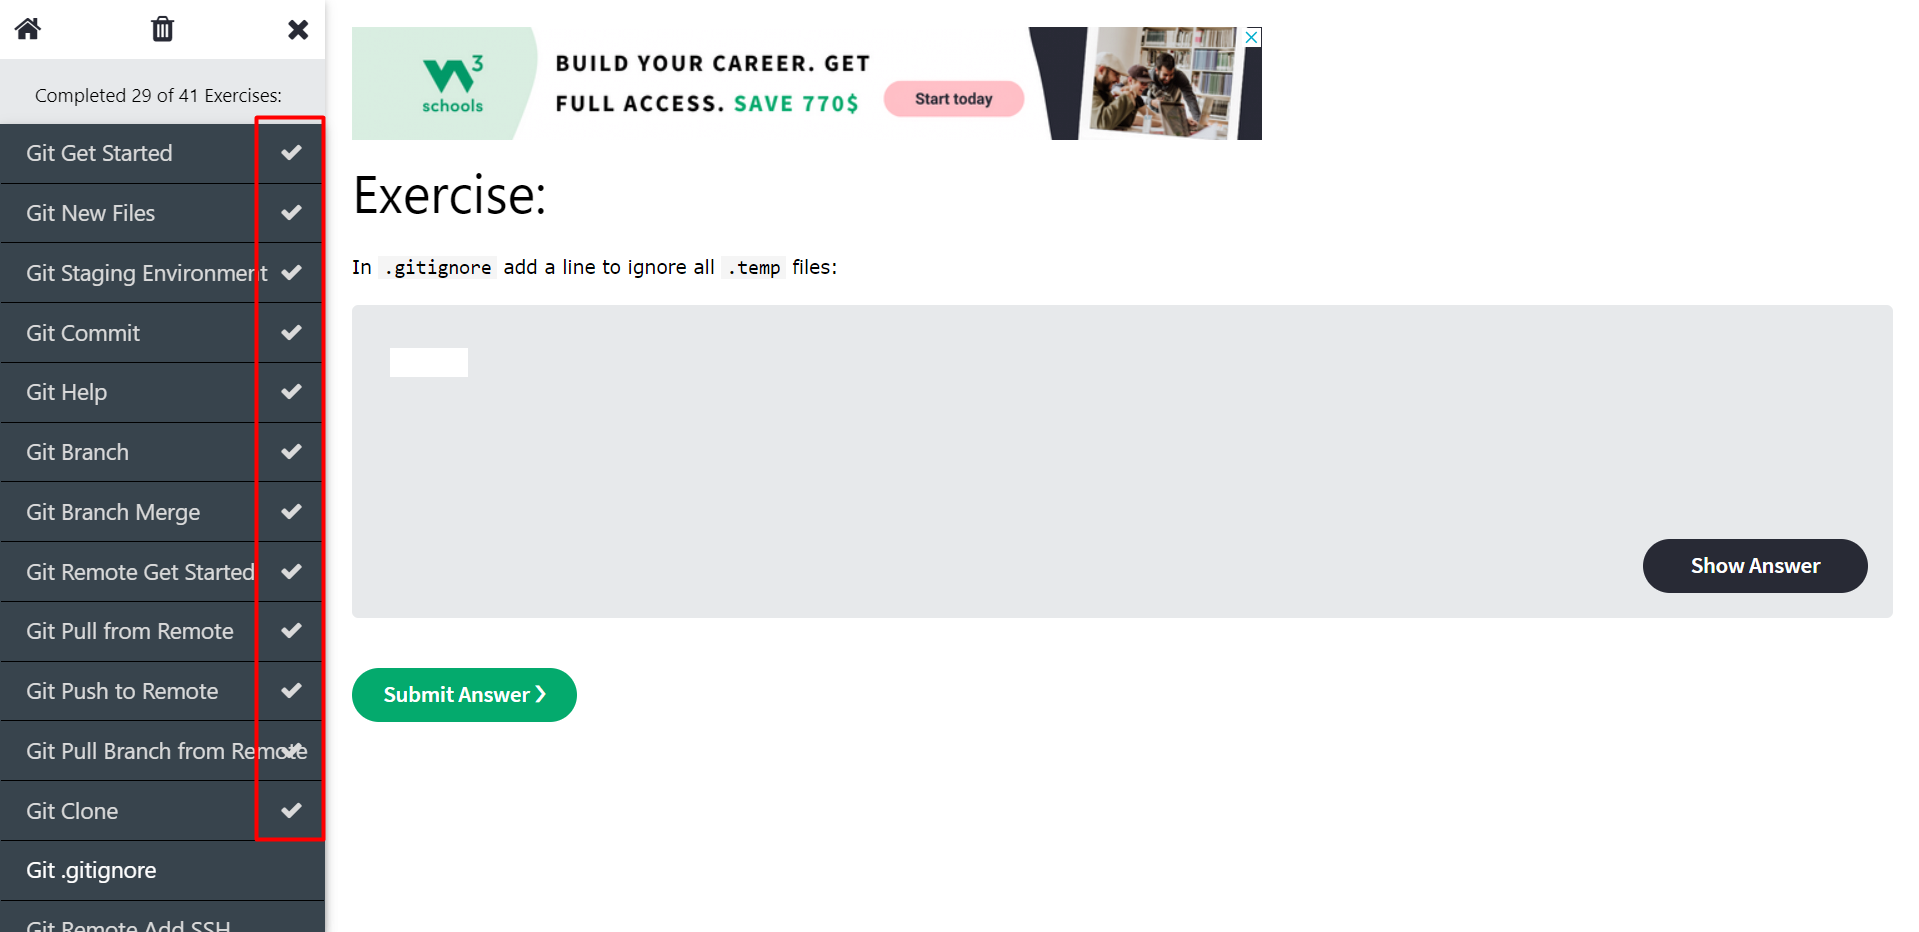 Completed 29 of 41 Exercises:
Git Get Started
Git New Files
Git Staging Environment
Git Commit
Git Help
Git Branch
Git Branch Merge
Git Remote Get Started
Git Pull from Remote
Git Push to Remote
Git Pull Branch from Remote
Git Clone
Git .gitignore
Git Remote Add SSH
W3
schools
BUILD YOUR CAREER. GET
FULL ACCESS. SAVE 770$
Start today
Exercise:
In .gitignore add a line to ignore all .temp files:
Show Answer
Submit Answer ❯